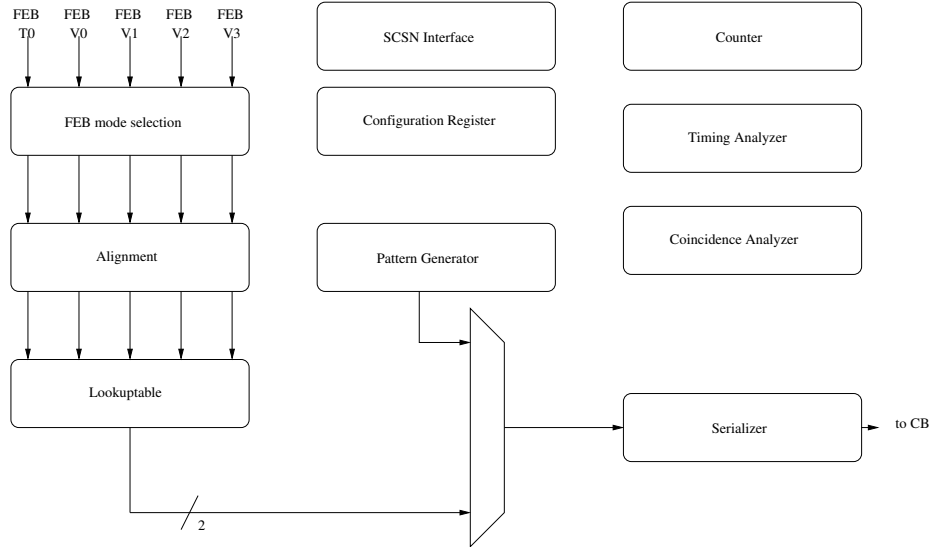 FEB FEB FEB FEB FEB
T0 V0 V1 V2 V3
SCSN Interface
Counter
FEB mode selection
Configuration Register
Timing Analyzer
Alignment
Pattern Generator
Coincidence Analyzer
Lookuptable
Serializer
to CB
2